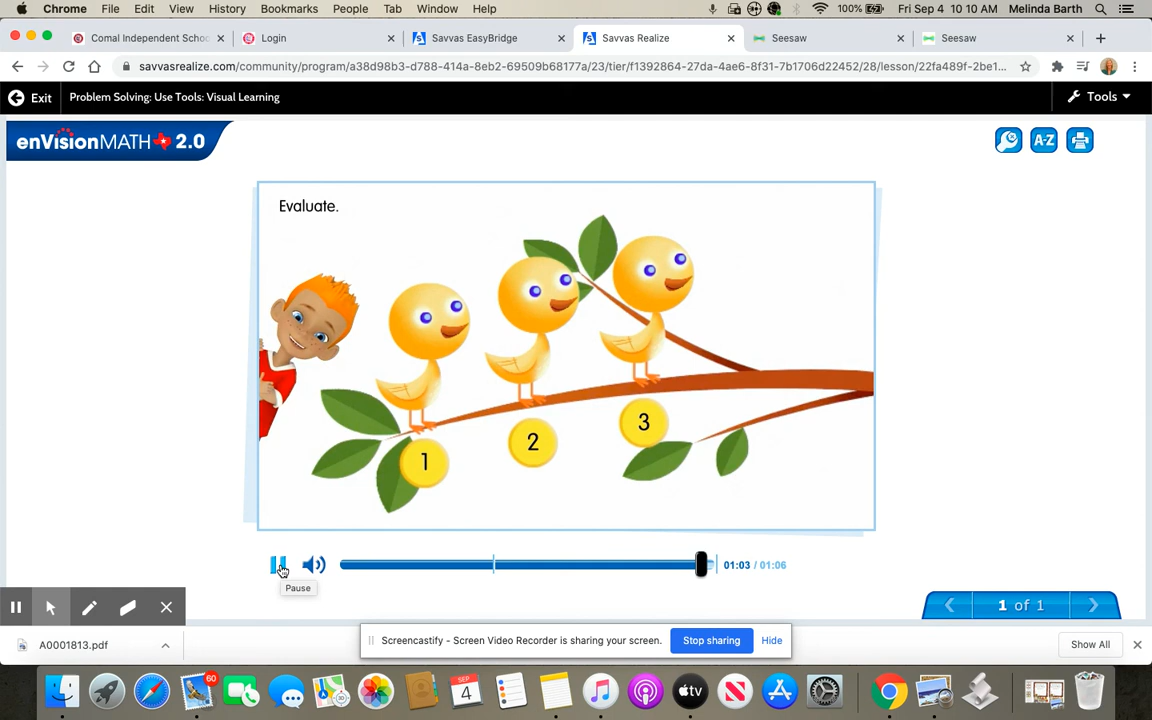 Chrome File Edit View History Bookmarks People Tab Window Help 100% Fri Sep 4 10 10 AM Melinda Barth
Comal Independent Schoo Login Savvas EasyBridge Savvas Realize Seesaw Seesaw
savvasrealize.com/community/program/a38d98b3-d788-414a-8eb2-69509b68177a/23/tier/f1392864-27da-4ae6-8f31-7b1706d22452/28/lesson/22fa489f-2be1...
Exit Problem Solving: Use Tools: Visual Learning Tools
enVisionMATH 2.0 A-Z
Evaluate.
1 2 3
01:03 / 01:06
Pause
1 of 1
A0001813.pdf Screencastify - Screen Video Recorder is sharing your screen. Stop sharing Hide Show All
60 SEP
4 tv